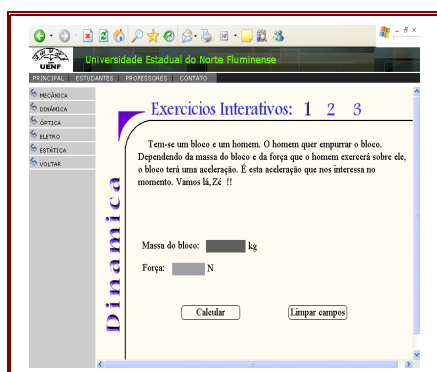 UENF
Universidade Estadual do Norte Fluminense
PRINCIPAL | ESTUDANTES | PROFESSORES | CONTATO
MECÂNICA
DINÂMICA
ÓPTICA
ELETRO
ESTÁTICA
VOLTAR
Dinamica
Exercicios Interativos: 1 2 3
Tem-se um bloco e um homem. O homem quer empurrar o bloco.
Dependendo da massa do bloco e da força que o homem exercerá sobre ele,
o bloco terá uma aceleração. É esta aceleração que nos interessa no
momento. Vamos lá, Zé !!
Massa do bloco: kg
Força: N
Calcular Limpar campos